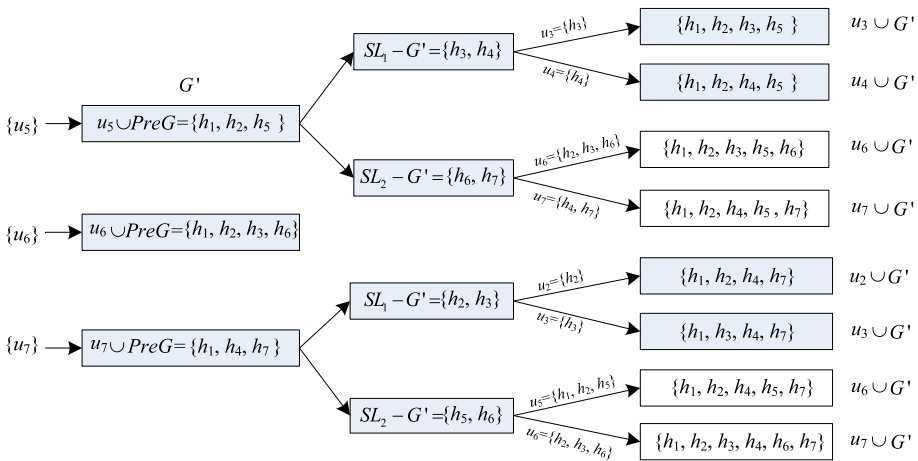 G'
{u₅}
u₅∪PreG={h₁, h₂, h₅ }
SL₁−G'={h₃, h₄}
u₃={h₃}
{h₁, h₂, h₃, h₅ }
u₃ ∪ G'
u₄={h₄}
{h₁, h₂, h₄, h₅ }
u₄ ∪ G'
SL₂−G'={h₆, h₇}
u₆={h₂, h₃, h₆}
{h₁, h₂, h₃, h₅, h₆}
u₆ ∪ G'
u₇={h₄, h₇}
{h₁, h₂, h₄, h₅, h₇}
u₇ ∪ G'
{u₆}
u₆∪PreG={h₁, h₂, h₃, h₆}
{u₇}
u₇∪PreG={h₁, h₄, h₇ }
SL₁−G'={h₂, h₃}
u₂={h₂}
{h₁, h₂, h₄, h₇}
u₂ ∪ G'
u₃={h₃}
{h₁, h₃, h₄, h₇}
u₃ ∪ G'
SL₂−G'={h₅, h₆}
u₅={h₁, h₂, h₅}
{h₁, h₂, h₄, h₅, h₇}
u₆ ∪ G'
u₆={h₂, h₃, h₆}
{h₁, h₂, h₃, h₄, h₆, h₇}
u₇ ∪ G'